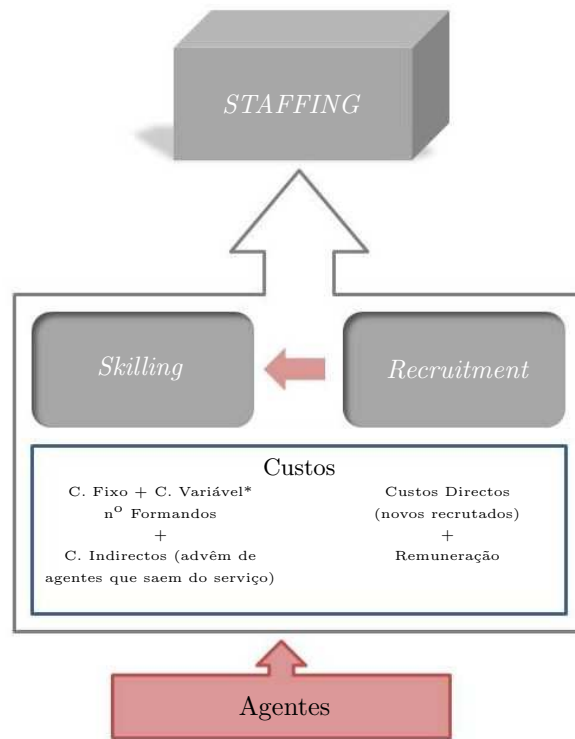 STAFFING
Skilling
Recruitment
Custos
C. Fixo + C. Variável*
nº Formandos
+
C. Indirectos (advêm de
agentes que saem do serviço)
Custos Directos
(novos recrutados)
+
Remuneração
Agentes